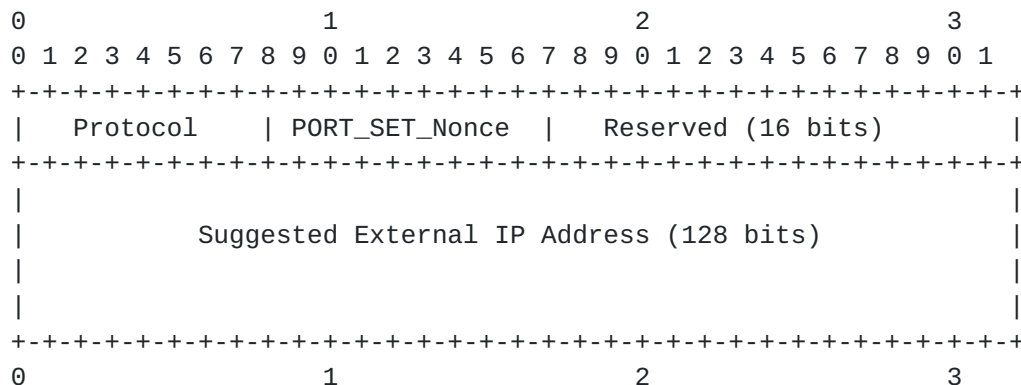 0                   1                   2                   3
0 1 2 3 4 5 6 7 8 9 0 1 2 3 4 5 6 7 8 9 0 1 2 3 4 5 6 7 8 9 0 1
+-+-+-+-+-+-+-+-+-+-+-+-+-+-+-+-+-+-+-+-+-+-+-+-+-+-+-+-+-+-+-+-+
|   Protocol    | PORT_SET_Nonce  |   Reserved (16 bits)        |
+-+-+-+-+-+-+-+-+-+-+-+-+-+-+-+-+-+-+-+-+-+-+-+-+-+-+-+-+-+-+-+-+
|                                                               |
|           Suggested External IP Address (128 bits)            |
|                                                               |
|                                                               |
+-+-+-+-+-+-+-+-+-+-+-+-+-+-+-+-+-+-+-+-+-+-+-+-+-+-+-+-+-+-+-+-+
0                   1                   2                   3